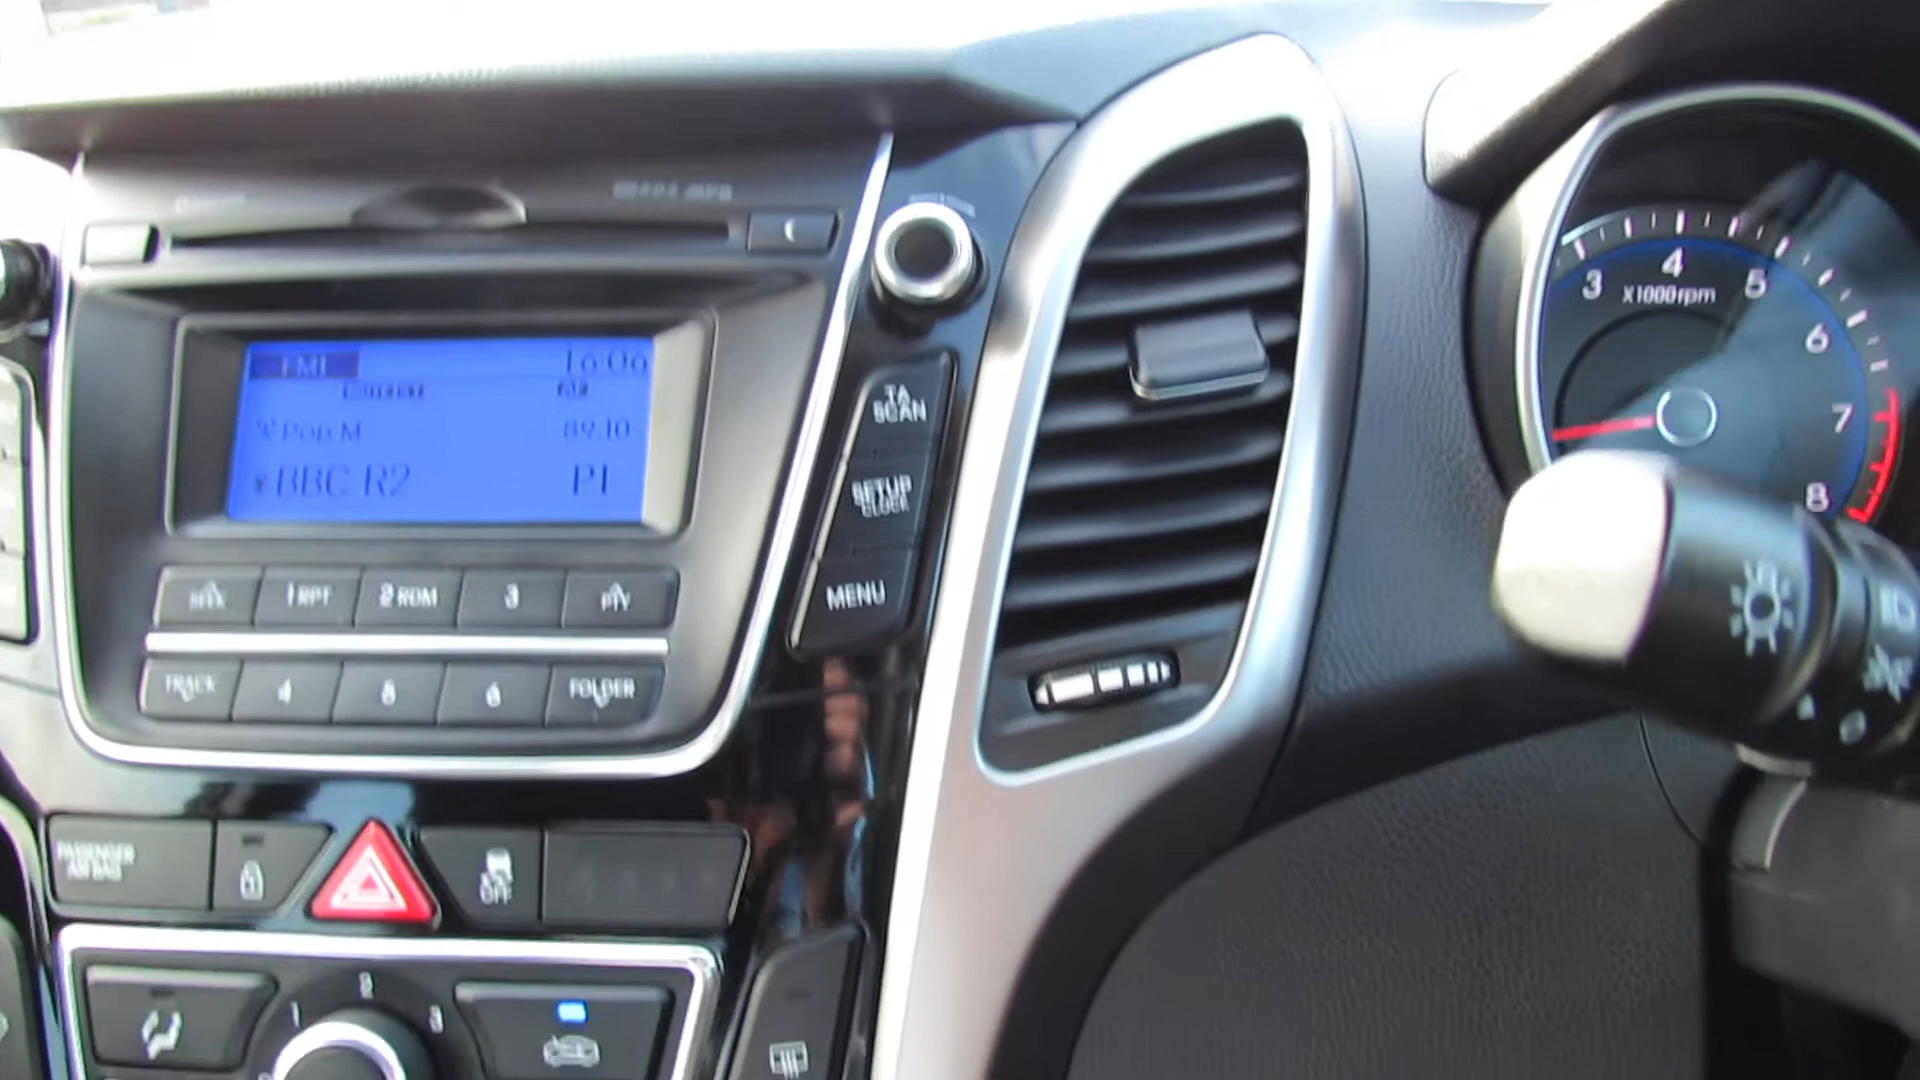 FM1 16:06
89.10
Pop M
BBC R2 P1
TA
SCAN
SETUP
CLOCK
MENU
SEEK 1 RPT 2 RDM 3 PTY
TRACK 4 5 6 FOLDER
PASSENGER
AIR BAG
OFF
1 2 3
3 4 5 6 7 8
X1000rpm